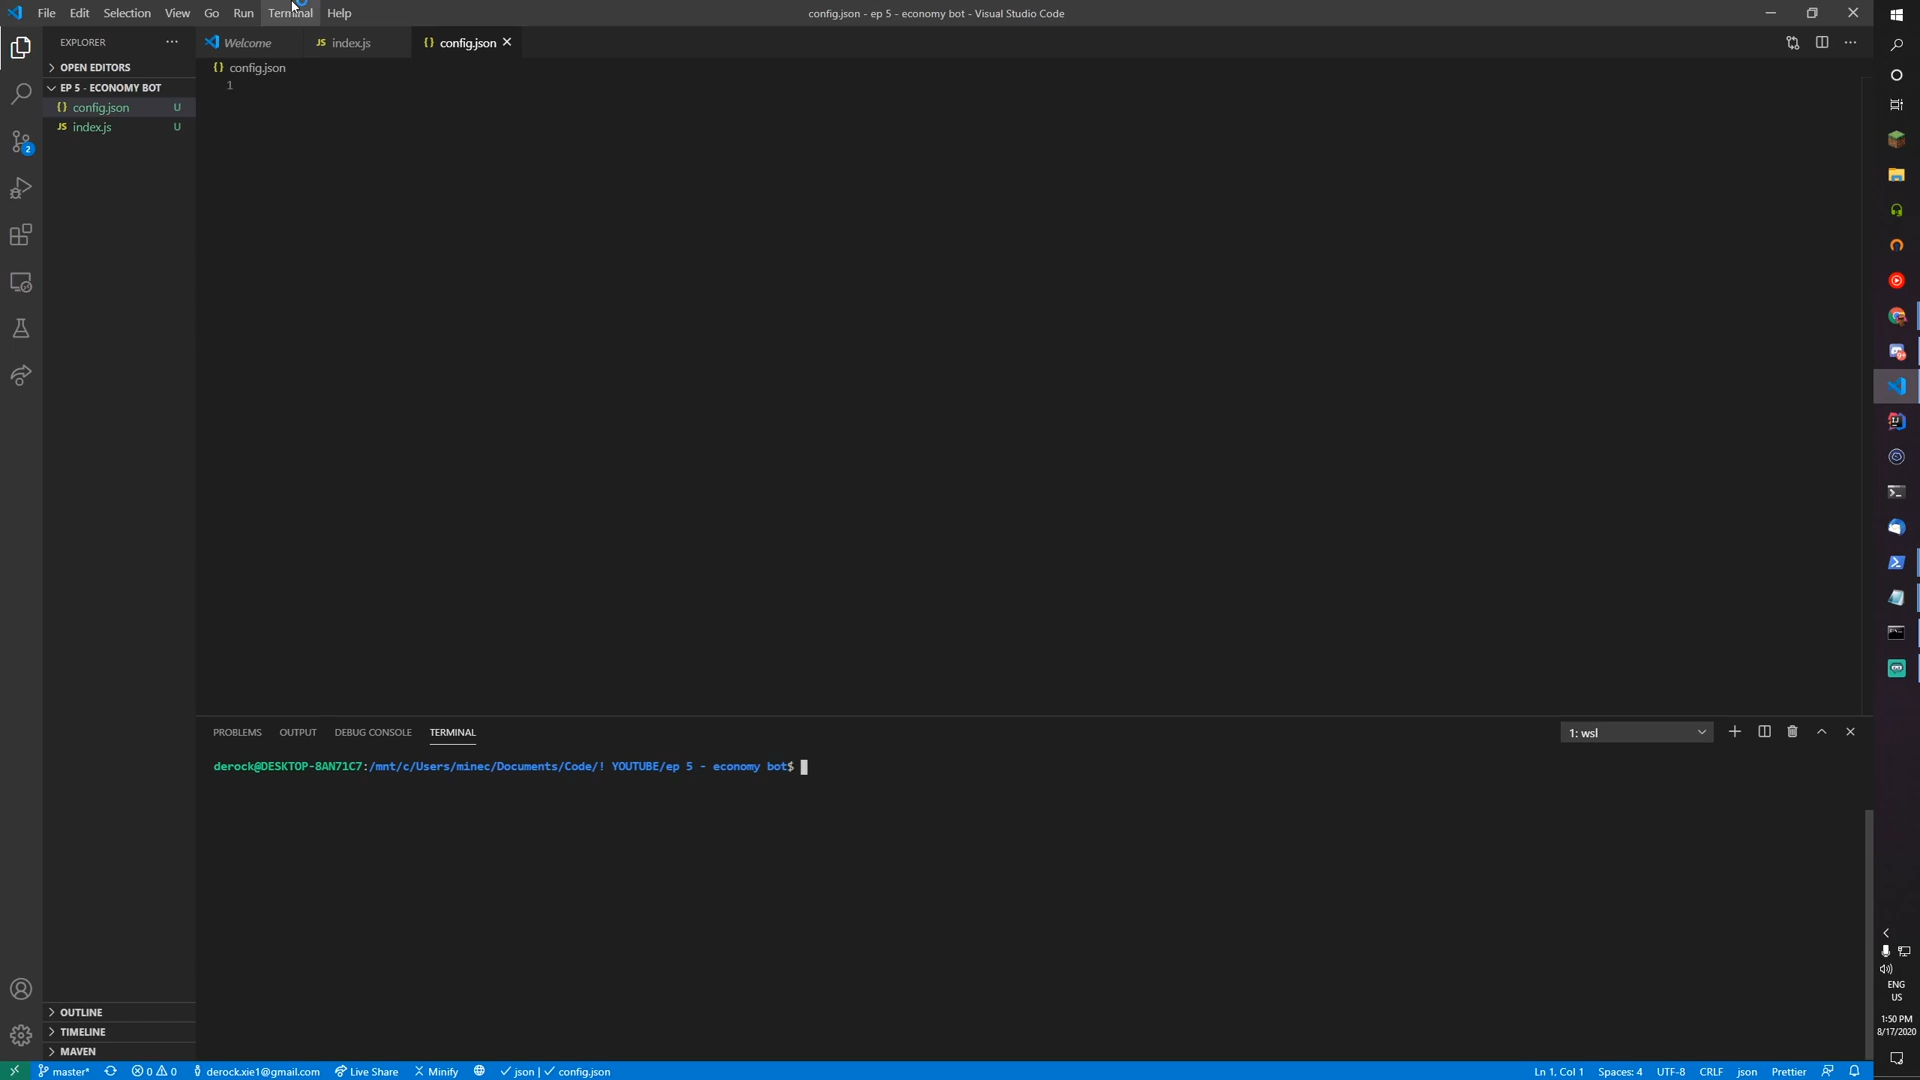 File Edit Selection View Go Run Terminal Help
config.json - ep 5 - economy bot - Visual Studio Code
EXPLORER
Welcome
JS index.js
{} config.json
OPEN EDITORS
{} config.json
EP 5 - ECONOMY BOT
1
{} config.json U
JS index.js U
2
PROBLEMS OUTPUT DEBUG CONSOLE TERMINAL
1: wsl
derock@DESKTOP-8AN71C7:/mnt/c/Users/minec/Documents/Code/! YOUTUBE/ep 5 - economy bot$
ENG
US
OUTLINE
1:50 PM
TIMELINE
8/17/2020
MAVEN
master* 0 0 derock.xie1@gmail.com Live Share Minify json | config.json
Ln 1, Col 1 Spaces: 4 UTF-8 CRLF json Prettier